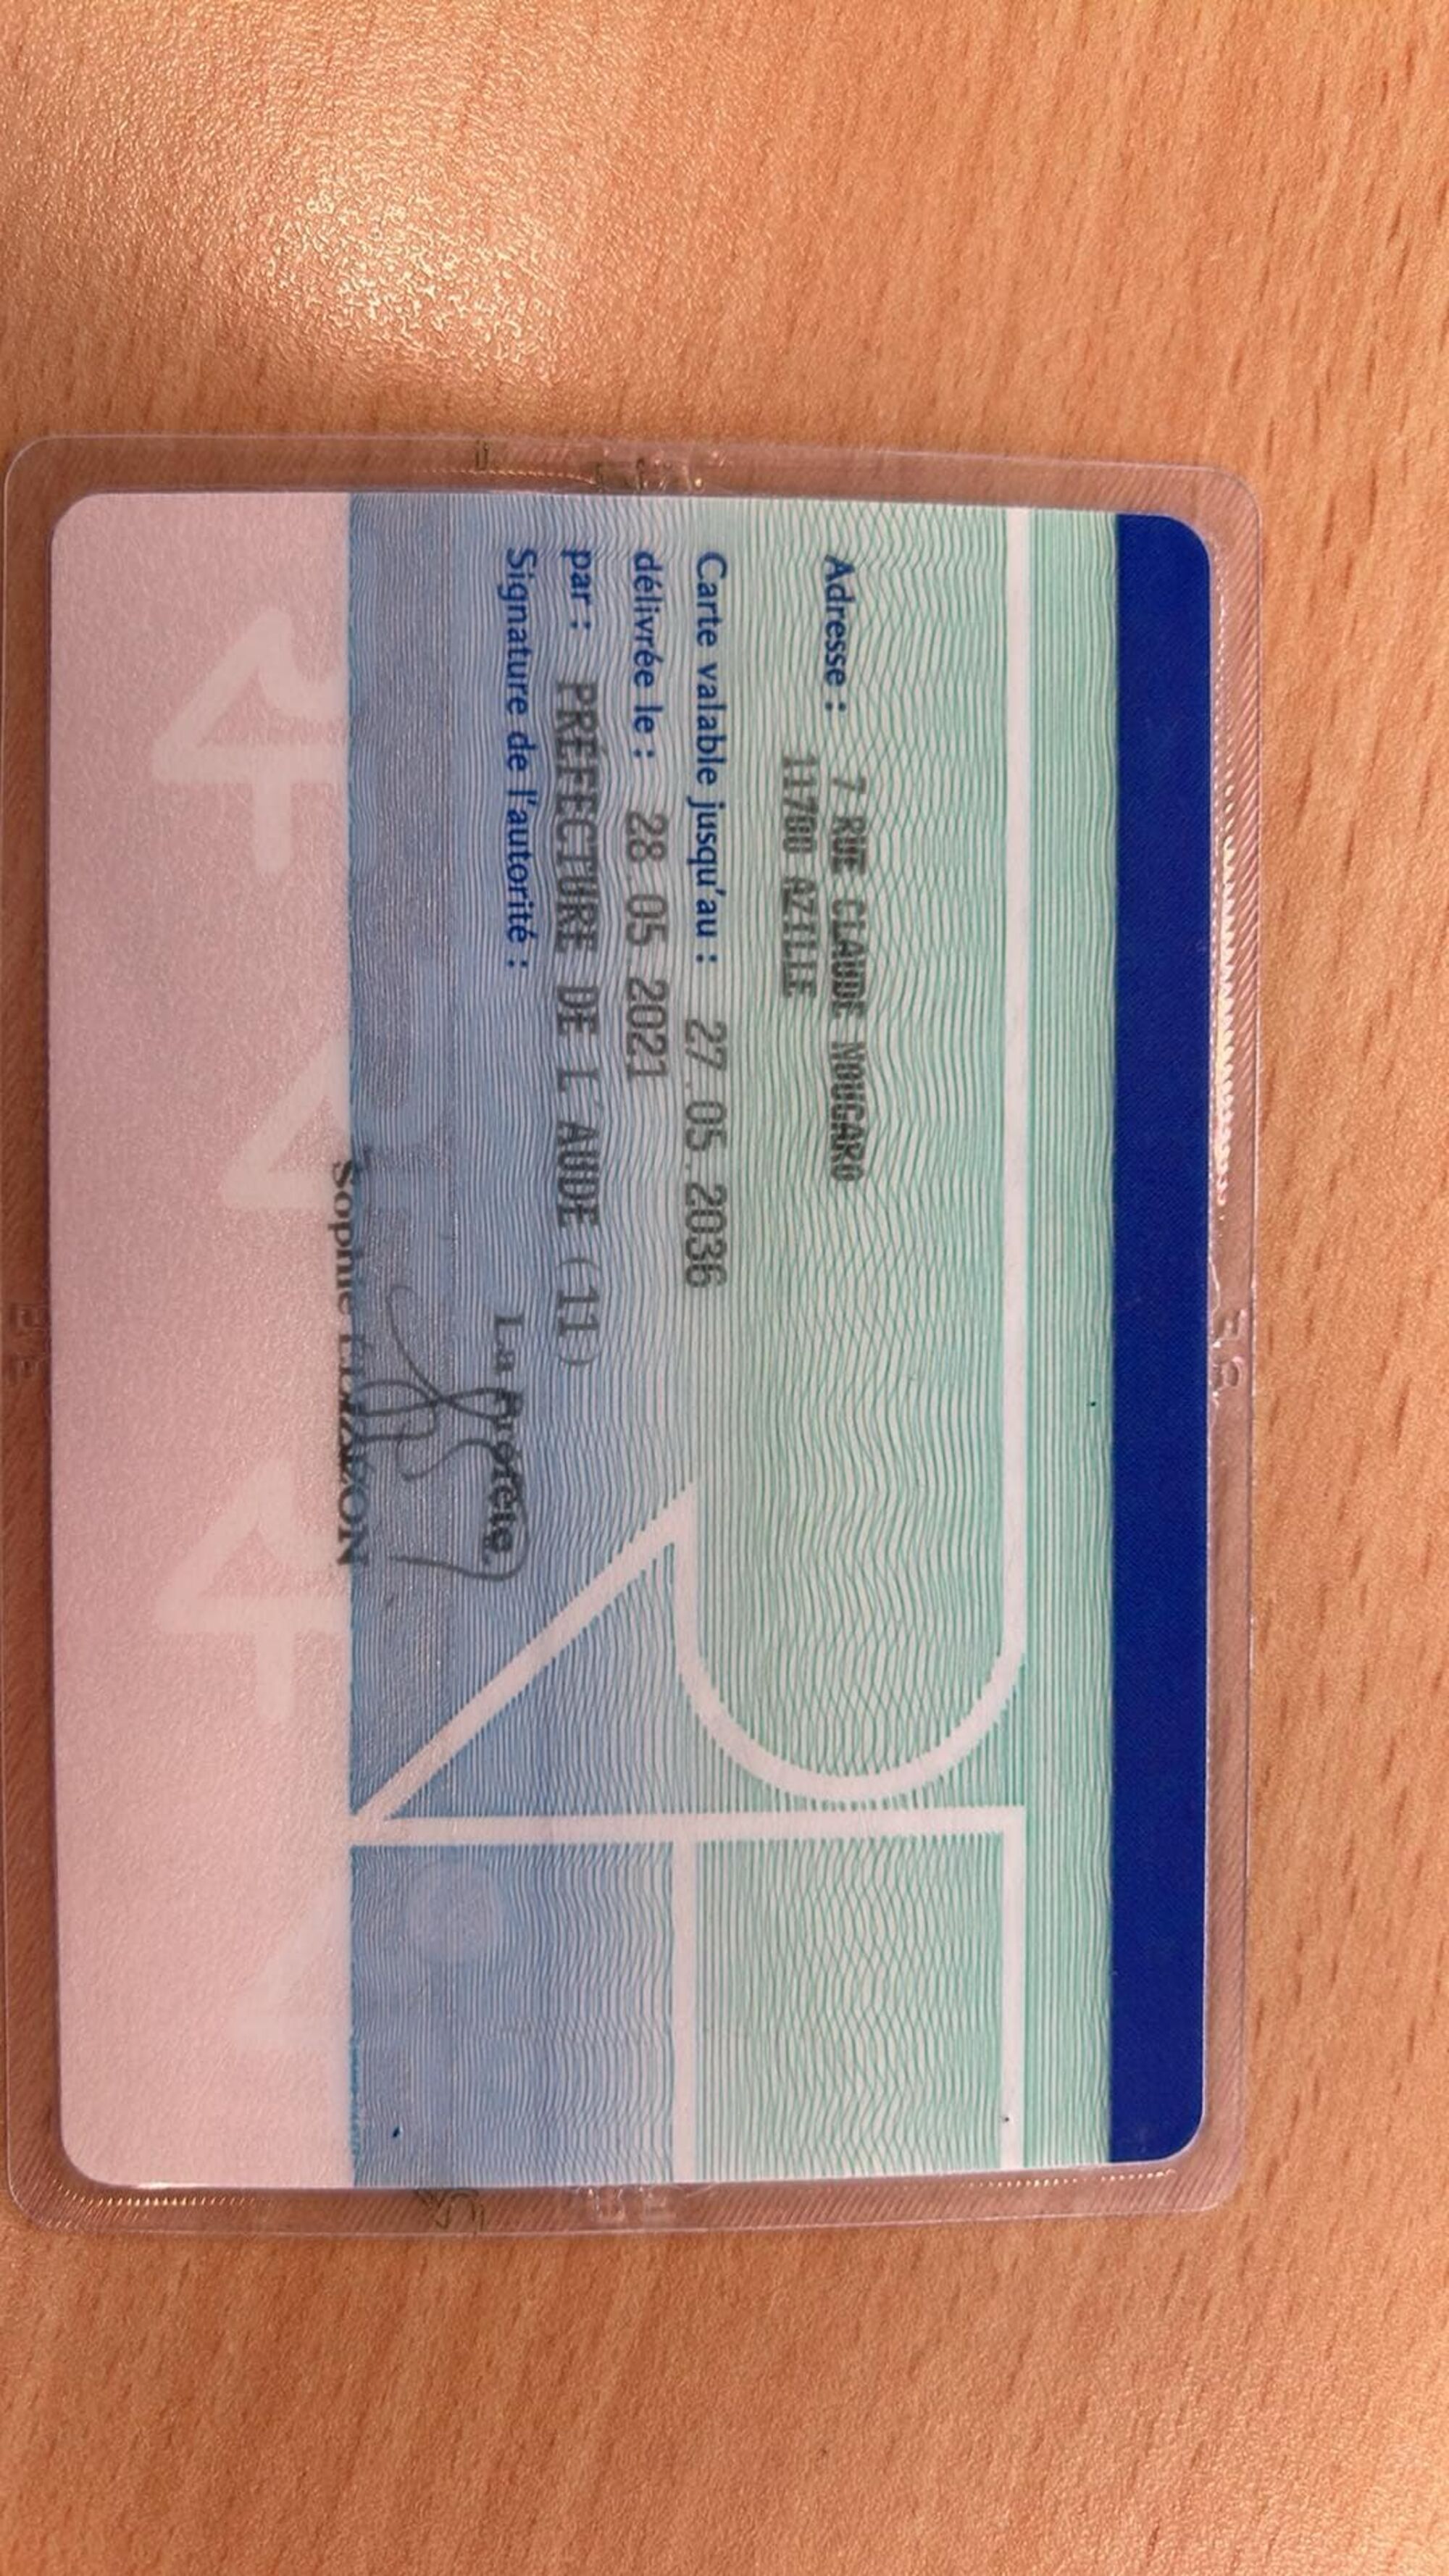 Adresse : 7 RUE CLAUDE NOUGARO
11700 AZILLE
Carte valable jusqu'au : 27.05.2036
délivrée le : 28.05.2021
par : PRÉFECTURE DE L'AUDE (11)
Signature de l'autorité :
La Préfète,
Sophie